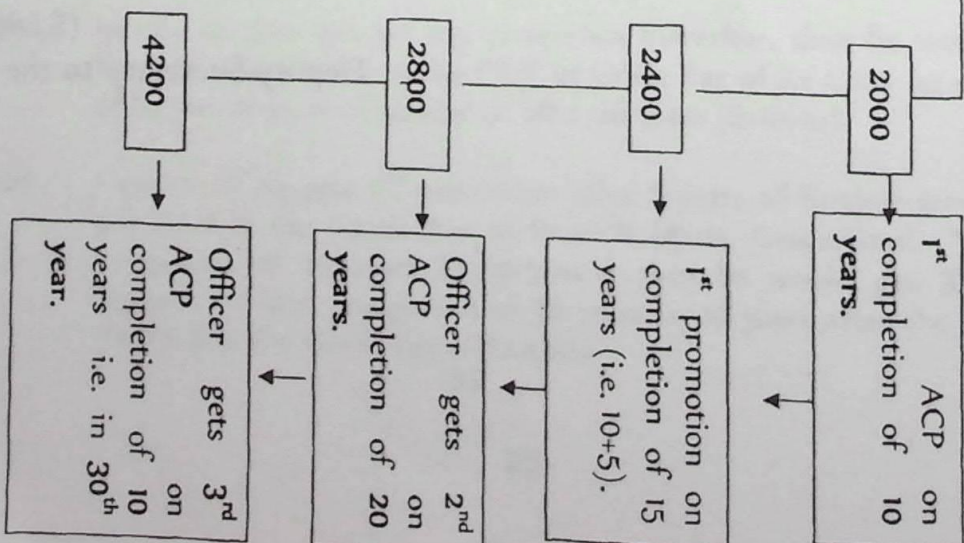 2000
1st ACP on
completion of 10
years.
2400
1st promotion on
completion of 15
years (i.e. 10+5).
2800
Officer gets 2nd
ACP on
completion of 20
years.
4200
Officer gets 3rd
ACP on
completion of 10
years i.e. in 30th
year.